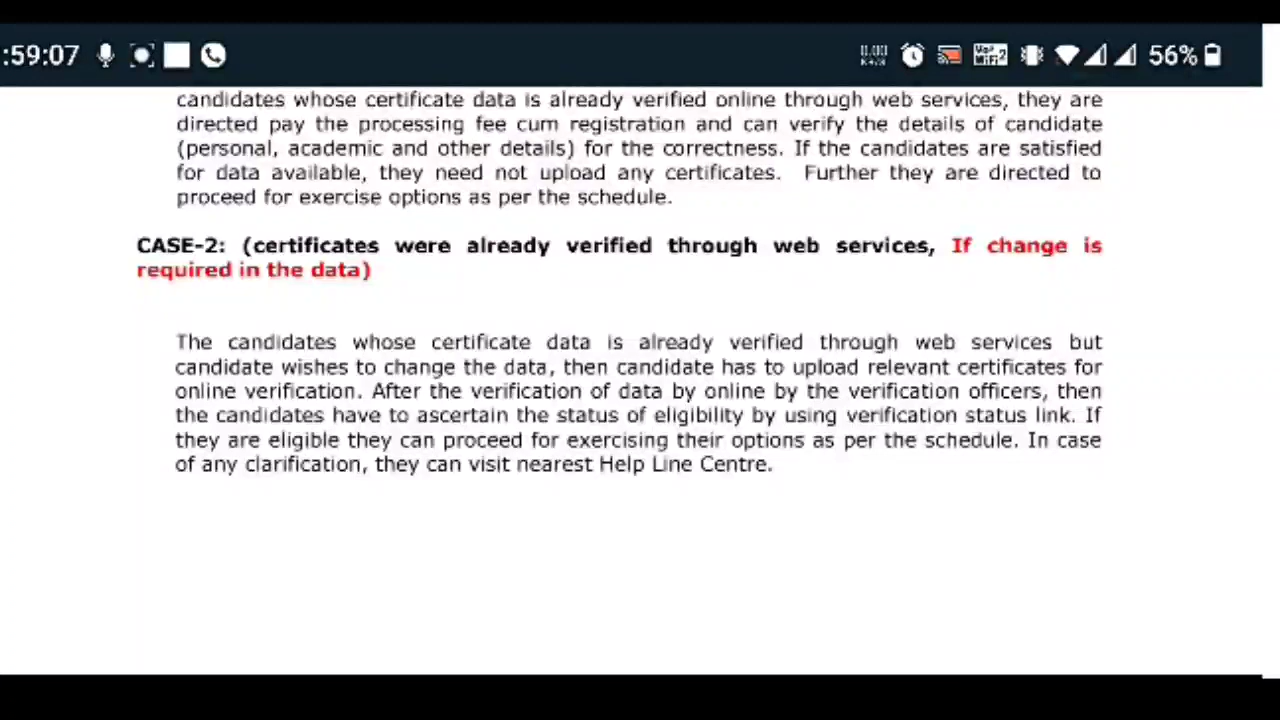 :59:07 56%
candidates whose certificate data is already verified online through web services, they are
directed pay the processing fee cum registration and can verify the details of candidate
(personal, academic and other details) for the correctness. If the candidates are satisfied
for data available, they need not upload any certificates. Further they are directed to
proceed for exercise options as per the schedule.
CASE-2: (certificates were already verified through web services, If change is
required in the data)
The candidates whose certificate data is already verified through web services but
candidate wishes to change the data, then candidate has to upload relevant certificates for
online verification. After the verification of data by online by the verification officers, then
the candidates have to ascertain the status of eligibility by using verification status link. If
they are eligible they can proceed for exercising their options as per the schedule. In case
of any clarification, they can visit nearest Help Line Centre.